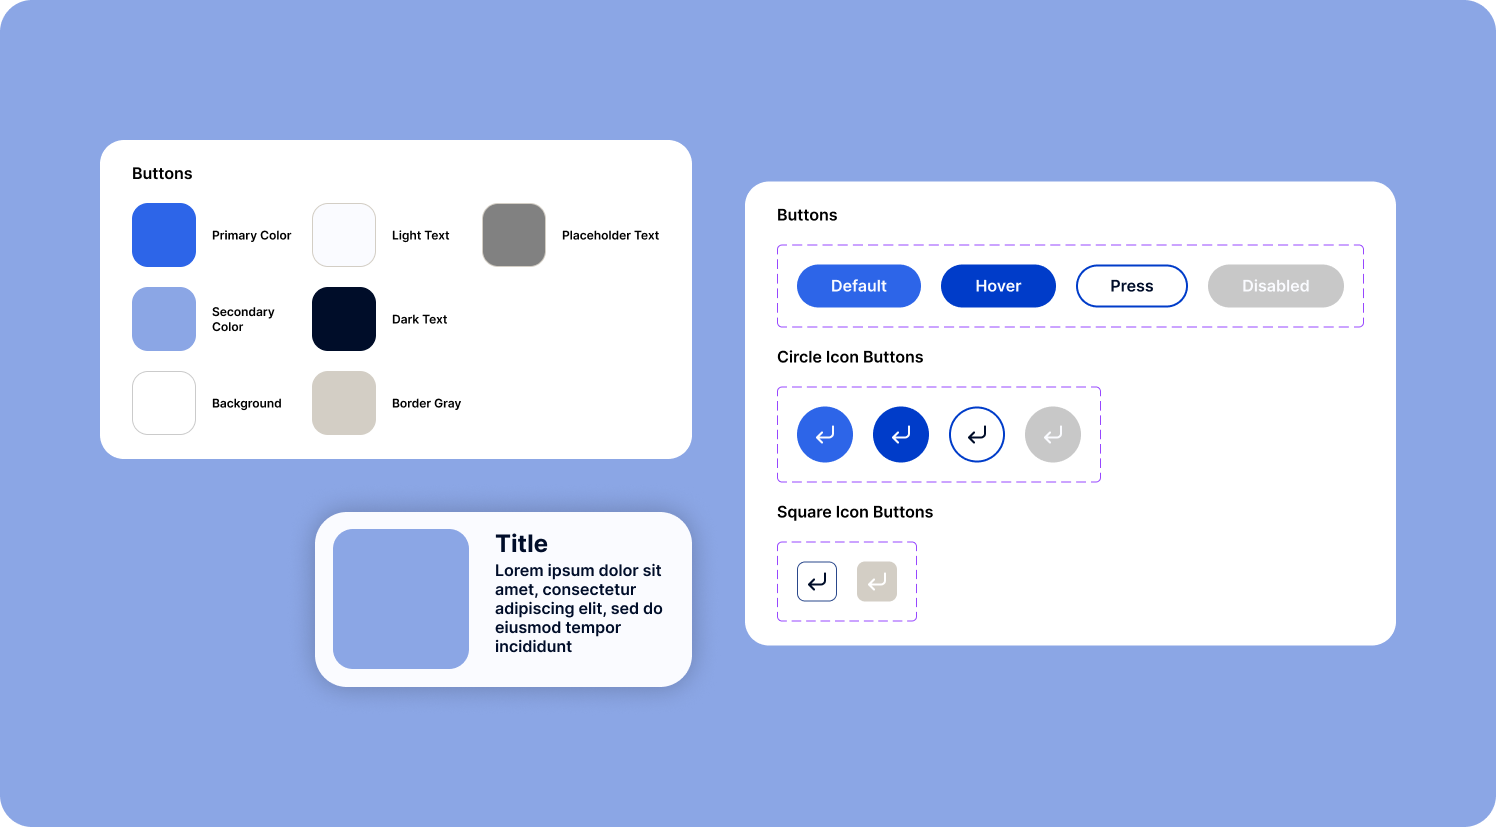 Buttons
Primary Color
Light Text
Placeholder Text
Secondary
Color
Dark Text
Background
Border Gray
Title
Lorem ipsum dolor sit
amet, consectetur
adipiscing elit, sed do
eiusmod tempor
incididunt
Buttons
Default
Hover
Press
Disabled
Circle Icon Buttons
Square Icon Buttons